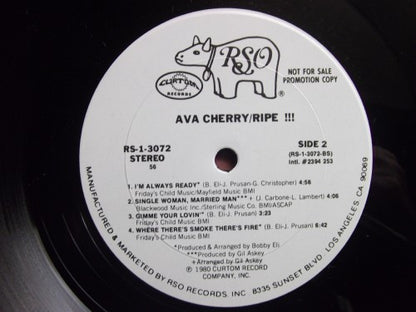 RSO
CURTOM
RECORDS
NOT FOR SALE
PROMOTION COPY
AVA CHERRY/RIPE !!!
RS-1-3072
STEREO
56
SIDE 2
(RS-1-3072-BS)
Intl. #2394 253
1. I'M ALWAYS READY* (B. Eli-J. Prusan-G. Christopher) 4:56
Friday's Child Music/Mayfield Music BMI
2. SINGLE WOMAN, MARRIED MAN***+ (J. Carbone-L. Lambert) 4:06
Blackwood Music Inc./Sterling Music Co. BMI/ASCAP
3. GIMME YOUR LOVIN'* (B. Eli-J. Prusan) 3:23
Friday's Child Music BMI
4. WHERE THERE'S SMOKE THERE'S FIRE* (B. Eli-J. Prusan) 6:42
Friday's Child Music BMI
*Produced & Arranged by Bobby Eli
***Produced by Gil Askey
+Arranged by Gil Askey
℗ 1980 CURTOM RECORD
COMPANY, INC.
MANUFACTURED & MARKETED BY RSO RECORDS INC. 8335 SUNSET BLVD. LOS ANGELES, CA. 90069